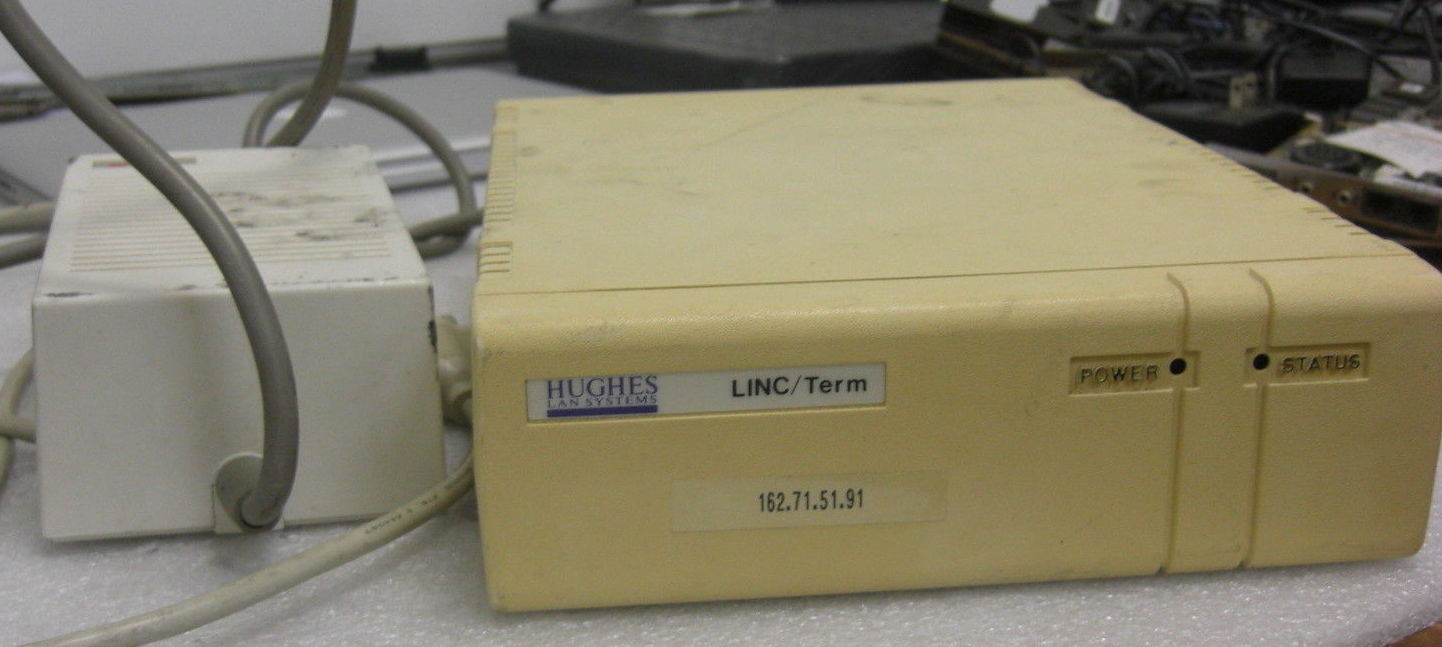 HUGHES
LAN SYSTEMS
LINC/Term
POWER
STATUS
162.71.51.91